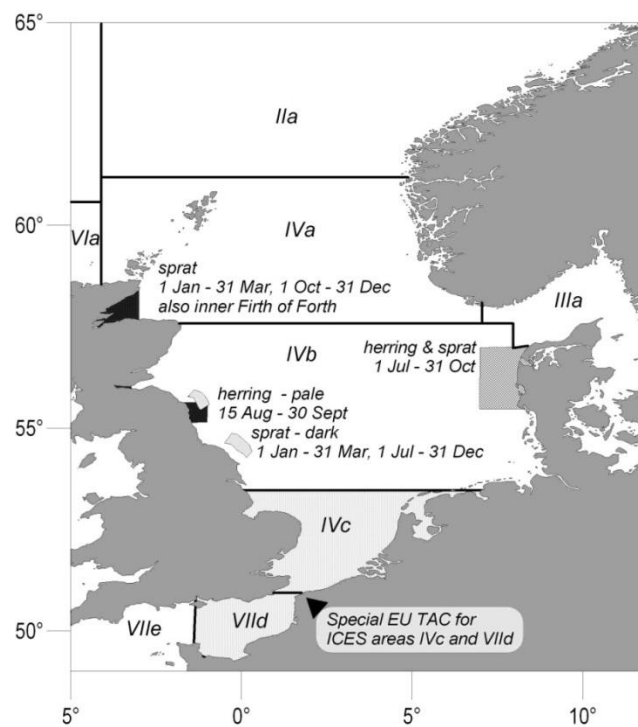 65°
IIa
60°
VIa
IVa
sprat
1 Jan - 31 Mar, 1 Oct - 31 Dec
also inner Firth of Forth
IIIa
IVb
herring & sprat
1 Jul - 31 Oct
herring - pale
15 Aug - 30 Sept
55°
sprat - dark
1 Jan - 31 Mar, 1 Jul - 31 Dec
IVc
VIIe
VIId
Special EU TAC for
ICES areas IVc and VIId
50°
5°
0°
5°
10°